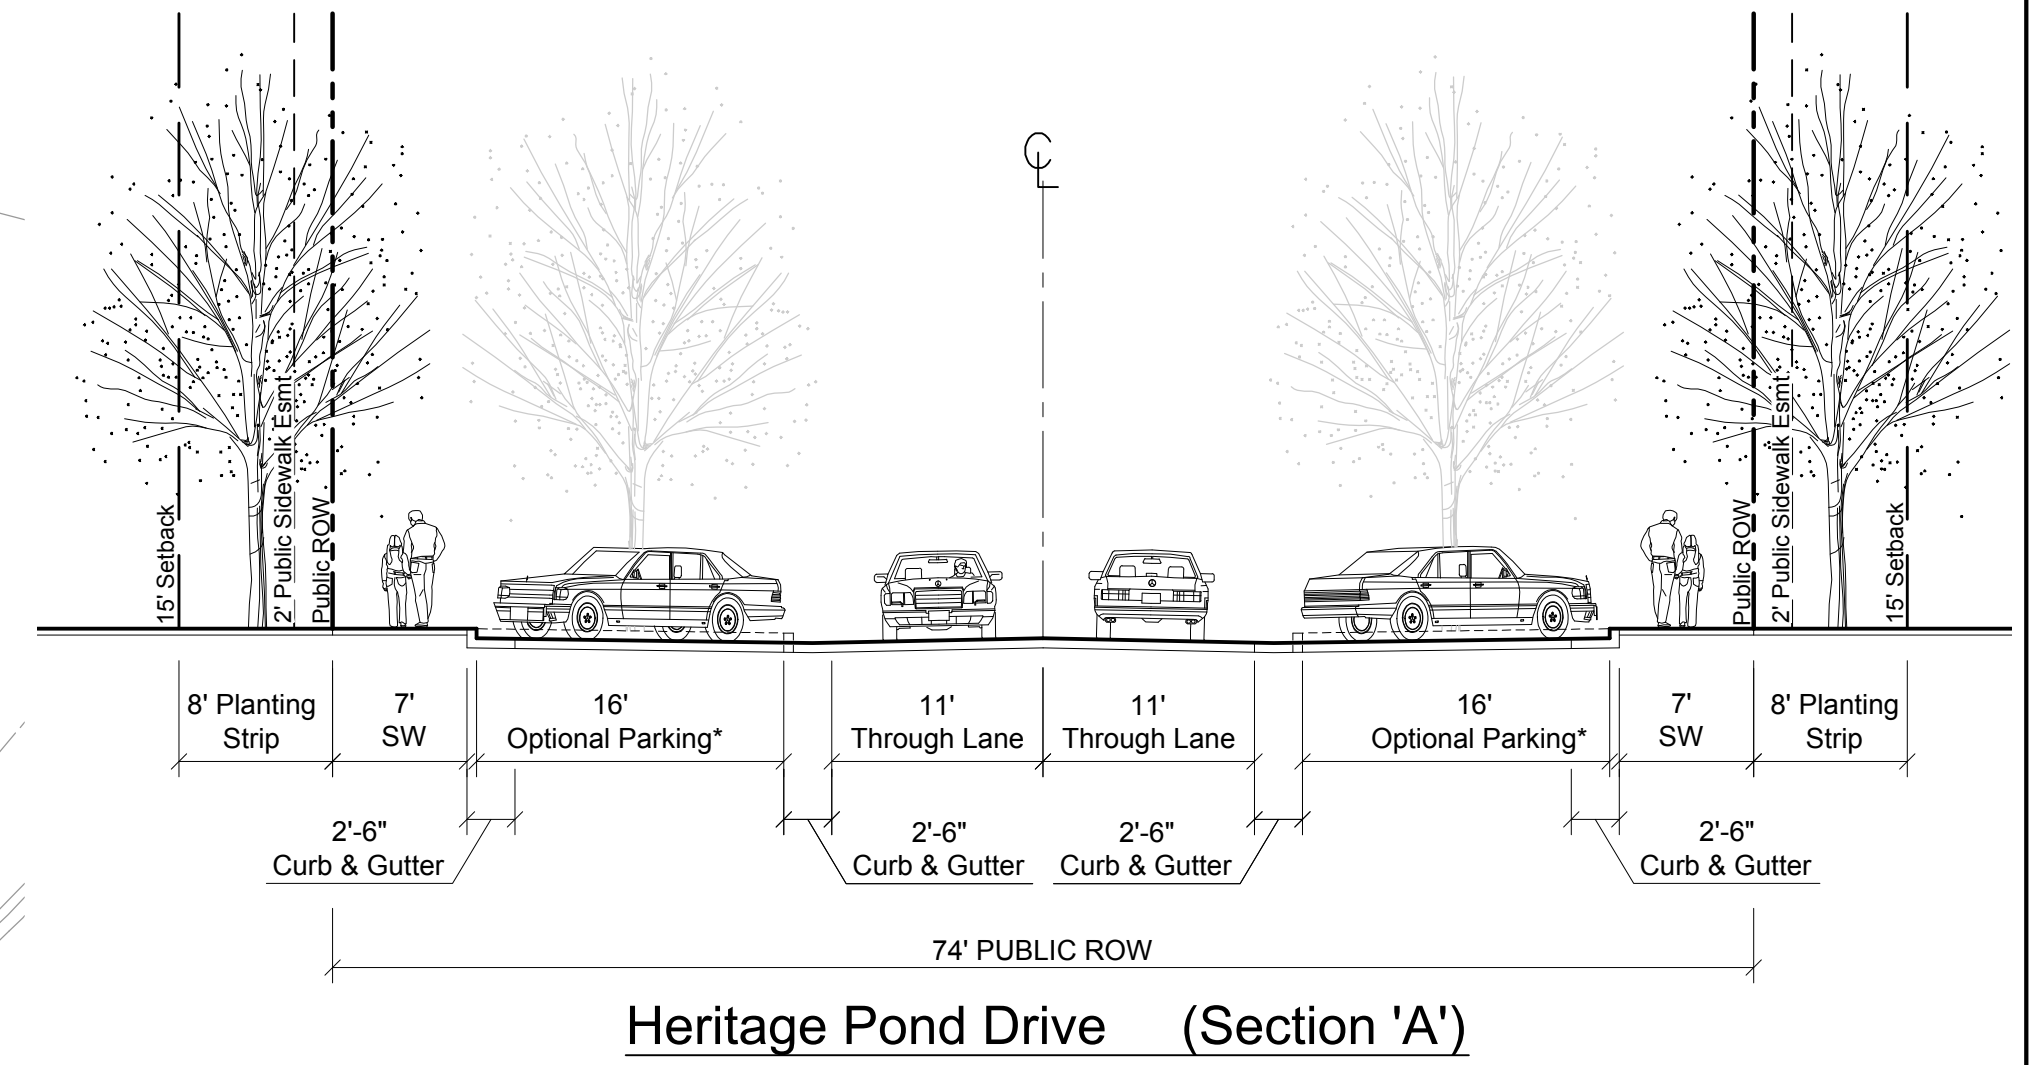 CL
15' Setback
2' Public Sidewalk Esmt.
Public ROW
Public ROW
2' Public Sidewalk Esmt.
15' Setback
8' Planting
Strip
7'
SW
16'
Optional Parking*
11'
Through Lane
11'
Through Lane
16'
Optional Parking*
7'
SW
8' Planting
Strip
2'-6"
Curb & Gutter
2'-6"
Curb & Gutter
2'-6"
Curb & Gutter
2'-6"
Curb & Gutter
74' PUBLIC ROW
Heritage Pond Drive (Section 'A')